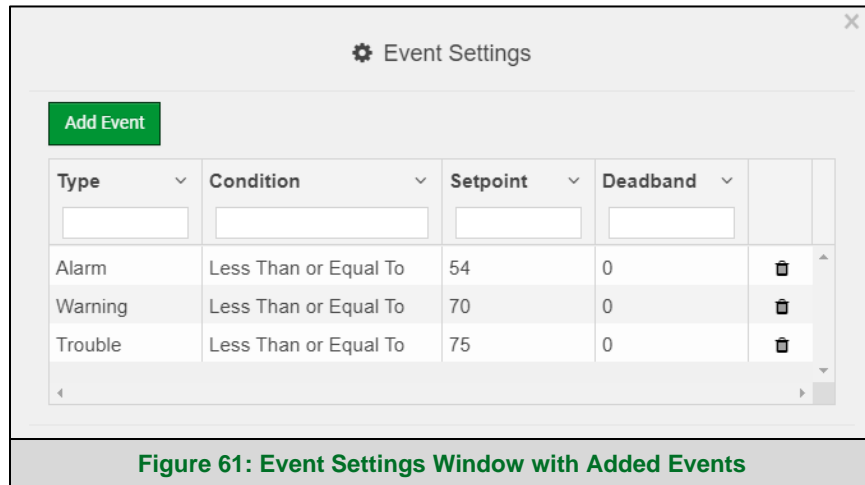 Event Settings
Add Event
Type Condition Setpoint Deadband
Alarm Less Than or Equal To 54 0
Warning Less Than or Equal To 70 0
Trouble Less Than or Equal To 75 0
Figure 61: Event Settings Window with Added Events